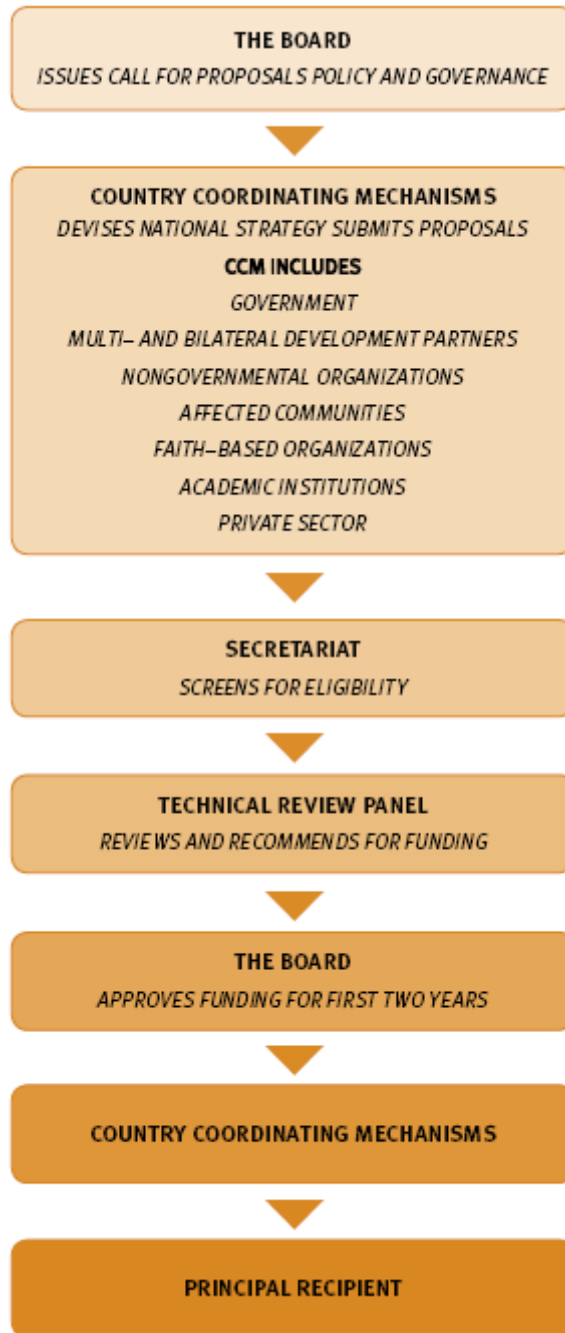 THE BOARD
ISSUES CALL FOR PROPOSALS POLICY AND GOVERNANCE
COUNTRY COORDINATING MECHANISMS
DEVISES NATIONAL STRATEGY SUBMITS PROPOSALS
CCM INCLUDES
GOVERNMENT
MULTI– AND BILATERAL DEVELOPMENT PARTNERS
NONGOVERNMENTAL ORGANIZATIONS
AFFECTED COMMUNITIES
FAITH–BASED ORGANIZATIONS
ACADEMIC INSTITUTIONS
PRIVATE SECTOR
SECRETARIAT
SCREENS FOR ELIGIBILITY
TECHNICAL REVIEW PANEL
REVIEWS AND RECOMMENDS FOR FUNDING
THE BOARD
APPROVES FUNDING FOR FIRST TWO YEARS
COUNTRY COORDINATING MECHANISMS
PRINCIPAL RECIPIENT